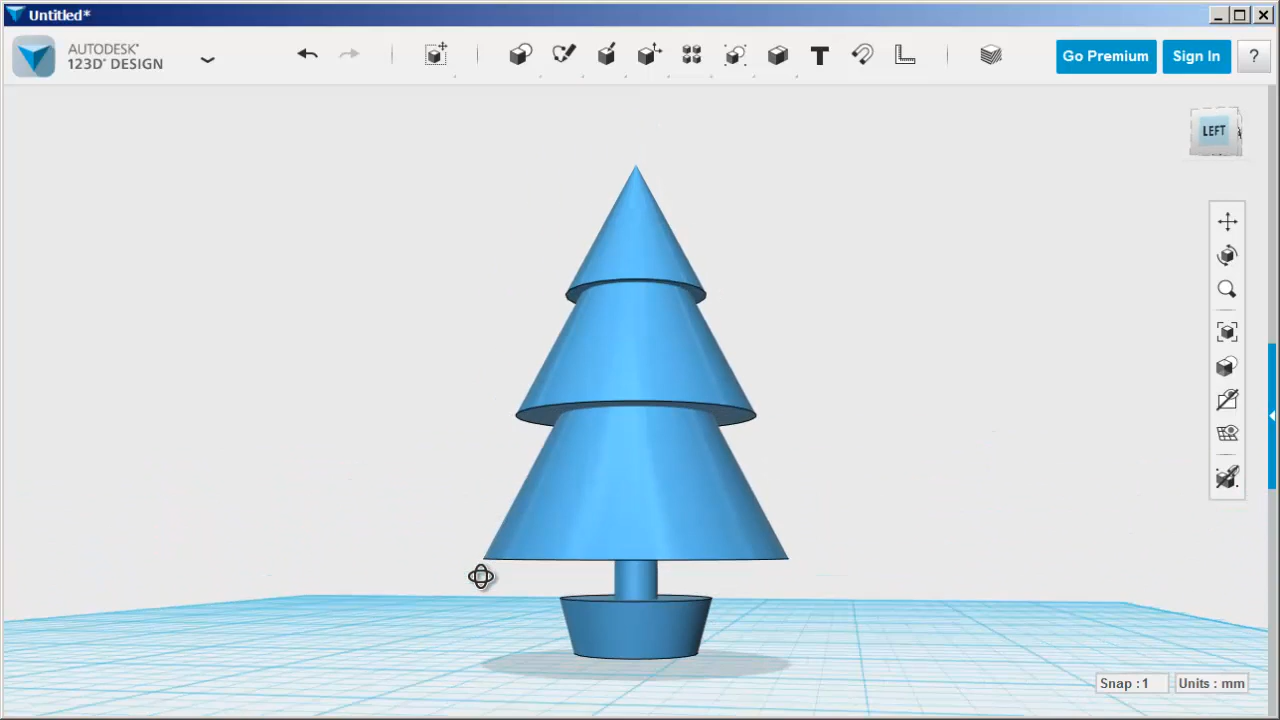 Untitled*
AUTODESK®
123D® DESIGN
T
Go Premium
Sign In
?
LEFT
Snap : 1
Units : mm